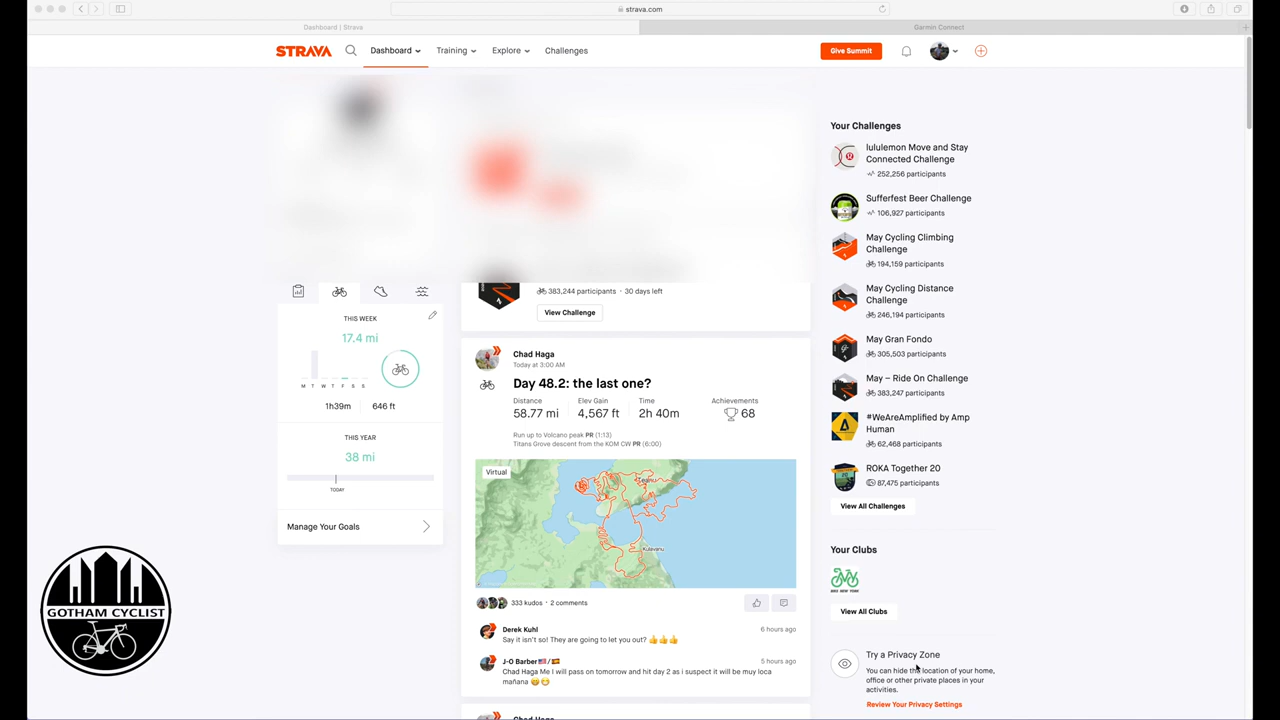 strava.com
Dashboard | Strava
Garmin Connect
STRAVA
Dashboard
Training
Explore
Challenges
Give Summit
383,244 participants · 30 days left
View Challenge
THIS WEEK
17.4 mi
M T W T F S S
1h39m
646 ft
THIS YEAR
38 mi
TODAY
Manage Your Goals
Chad Haga
Today at 3:00 AM
Day 48.2: the last one?
Distance
Elev Gain
Time
Achievements
58.77 mi
4,567 ft
2h 40m
68
Run up to Volcano peak PR (1:13)
Titans Grove descent from the KOM CW PR (6:00)
Virtual
Teanu
333 kudos · 2 comments
Derek Kuhl
6 hours ago
Say it isn't so! They are going to let you out? 👍👍👍
J-O Barber🇺🇸/🇪🇸
5 hours ago
Chad Haga Me I will pass on tomorrow and hit day 2 as i suspect it will be muy loca
mañana 😅😁
Your Challenges
lululemon Move and Stay
Connected Challenge
252,256 participants
Sufferfest Beer Challenge
106,927 participants
May Cycling Climbing
Challenge
194,159 participants
May Cycling Distance
Challenge
246,194 participants
May Gran Fondo
305,503 participants
May – Ride On Challenge
383,247 participants
#WeAreAmplified by Amp
Human
62,468 participants
ROKA Together 20
87,475 participants
View All Challenges
Your Clubs
BIKE NEW YORK
View All Clubs
Try a Privacy Zone
You can hide the location of your home,
office or other private places in your
activities.
Review Your Privacy Settings
GOTHAM CYCLIST